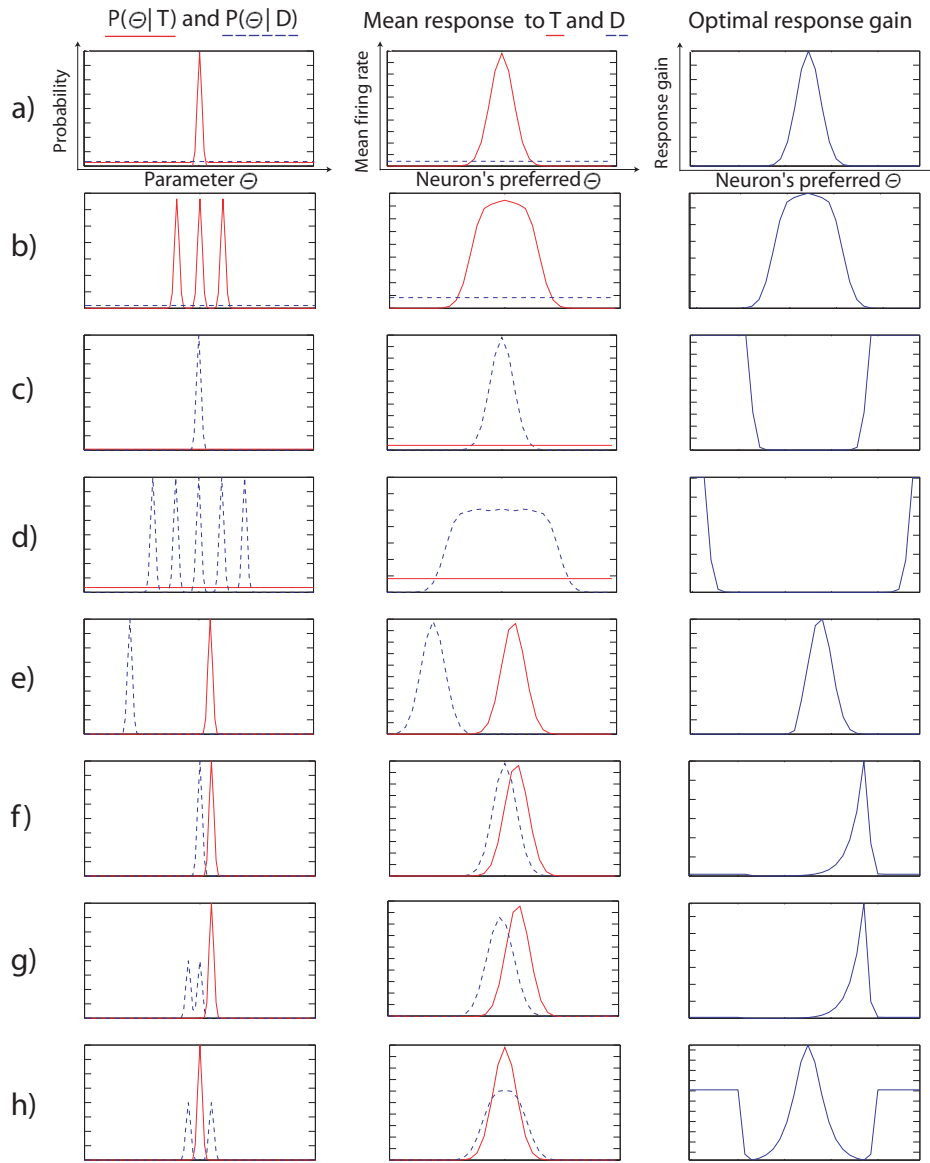 P(Θ| T) and P(Θ| D)
Mean response to T and D
Optimal response gain
a)
Probability
Mean firing rate
Response gain
Parameter Θ
Neuron's preferred Θ
Neuron's preferred Θ
b)
c)
d)
e)
f)
g)
h)